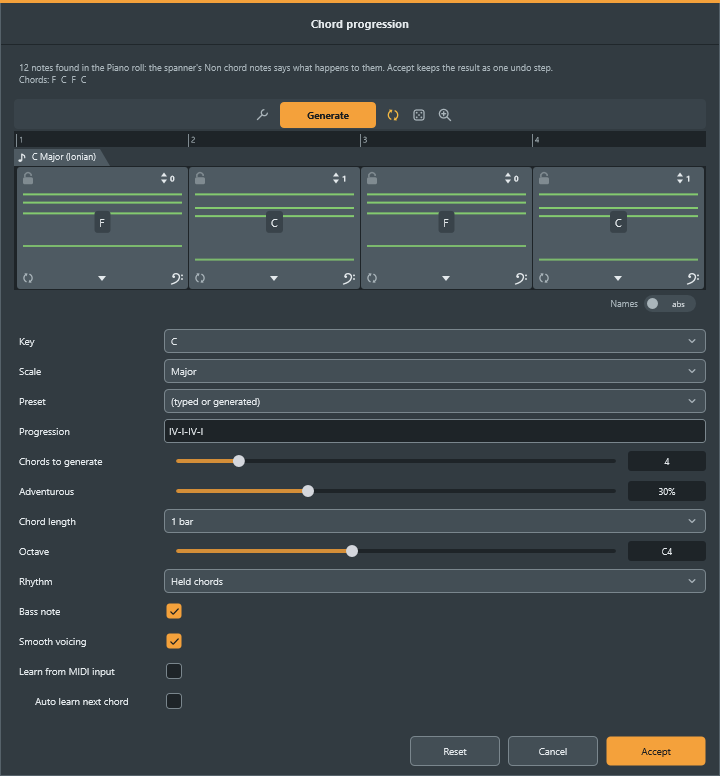 Chord progression
12 notes found in the Piano roll: the spanner's Non chord notes says what happens to them. Accept keeps the result as one undo step.
Chords: F C F C
Generate
1 2 3 4
C Major (Ionian)
0 1 0 1
F C F C
Names abs
Key C
Scale Major
Preset (typed or generated)
Progression IV-I-IV-I
Chords to generate 4
Adventurous 30%
Chord length 1 bar
Octave C4
Rhythm Held chords
Bass note
Smooth voicing
Learn from MIDI input
Auto learn next chord
Reset Cancel Accept